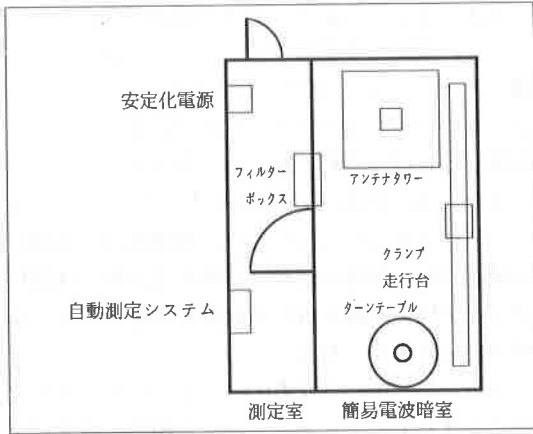 安定化電源
フィルター
ボックス
アンテナタワー
クランプ
走行台
ターンテーブル
自動測定システム
測定室
簡易電波暗室